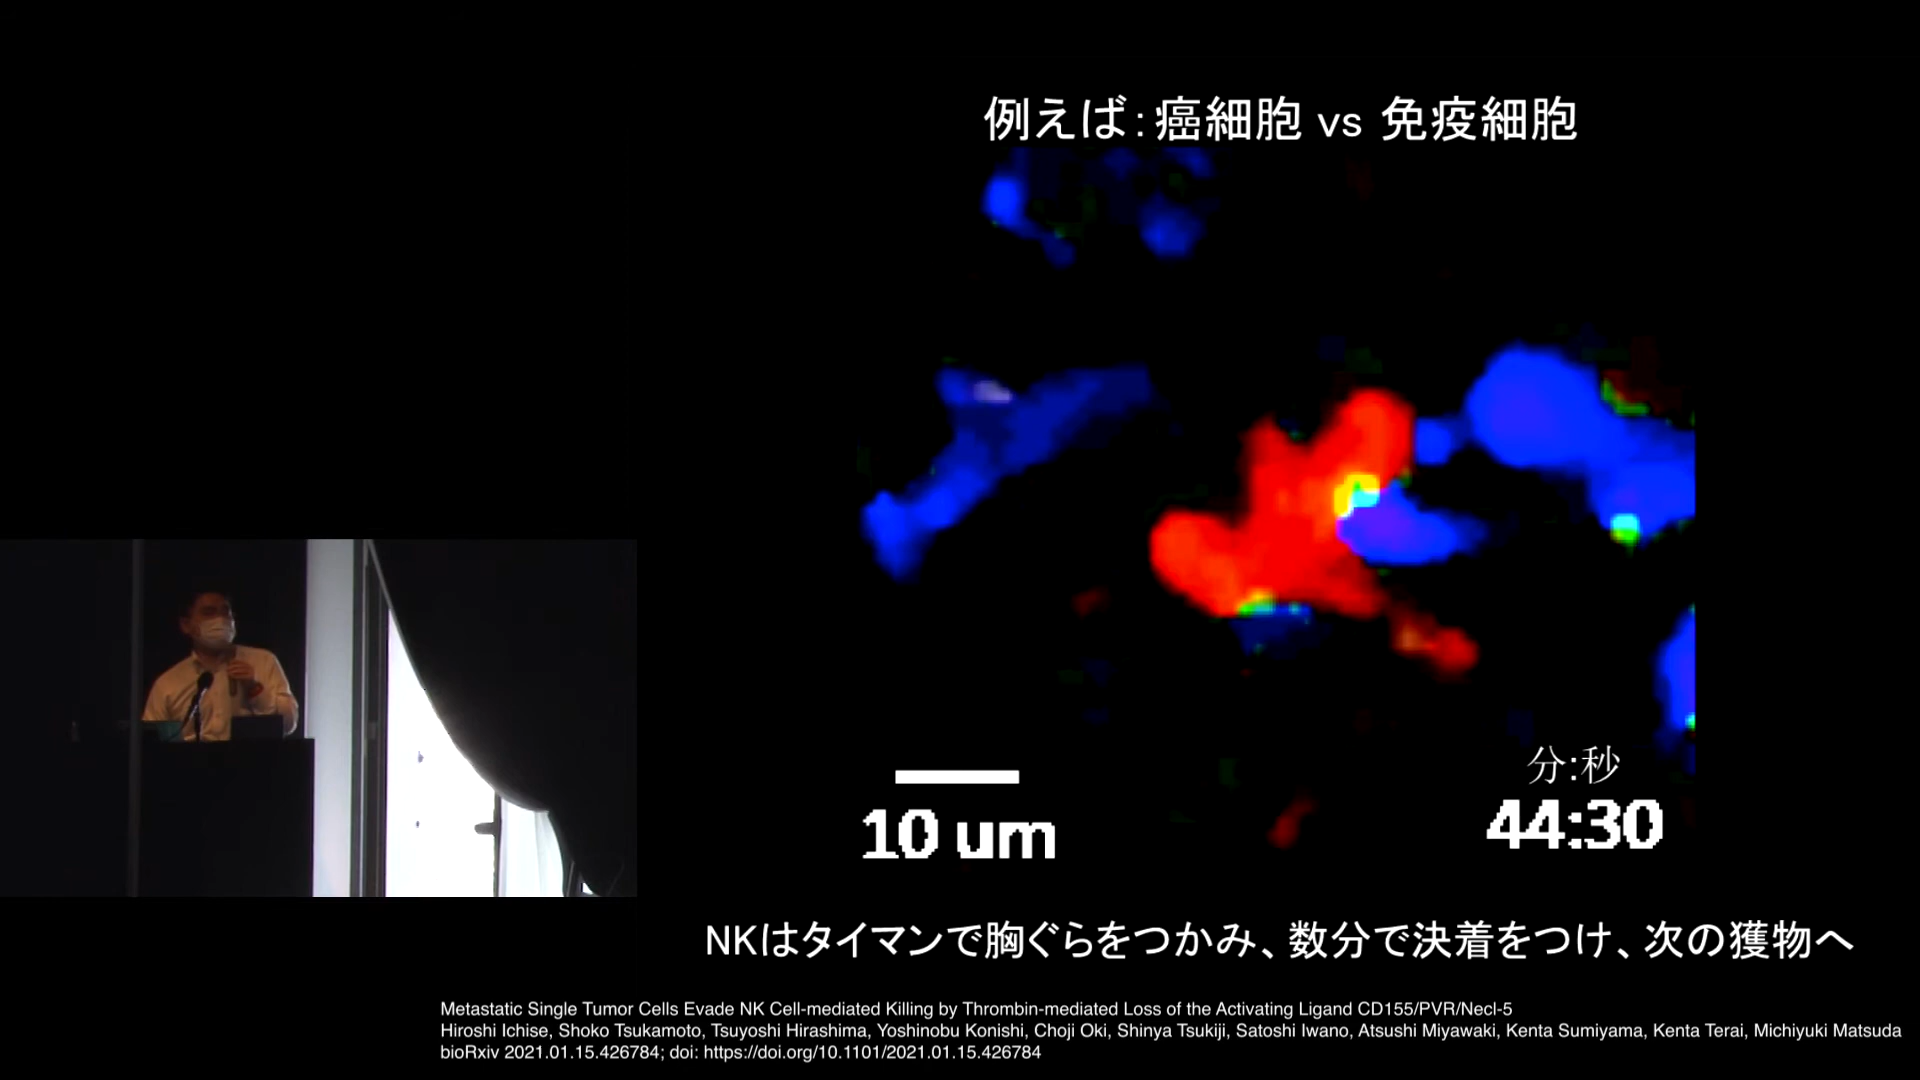 例えば：癌細胞 vs 免疫細胞
10 um
分:秒
44:30
NKはタイマンで胸ぐらをつかみ、数分で決着をつけ、次の獲物へ
Metastatic Single Tumor Cells Evade NK Cell-mediated Killing by Thrombin-mediated Loss of the Activating Ligand CD155/PVR/Necl-5
Hiroshi Ichise, Shoko Tsukamoto, Tsuyoshi Hirashima, Yoshinobu Konishi, Choji Oki, Shinya Tsukiji, Satoshi Iwano, Atsushi Miyawaki, Kenta Sumiyama, Kenta Terai, Michiyuki Matsuda
bioRxiv 2021.01.15.426784; doi: https://doi.org/10.1101/2021.01.15.426784